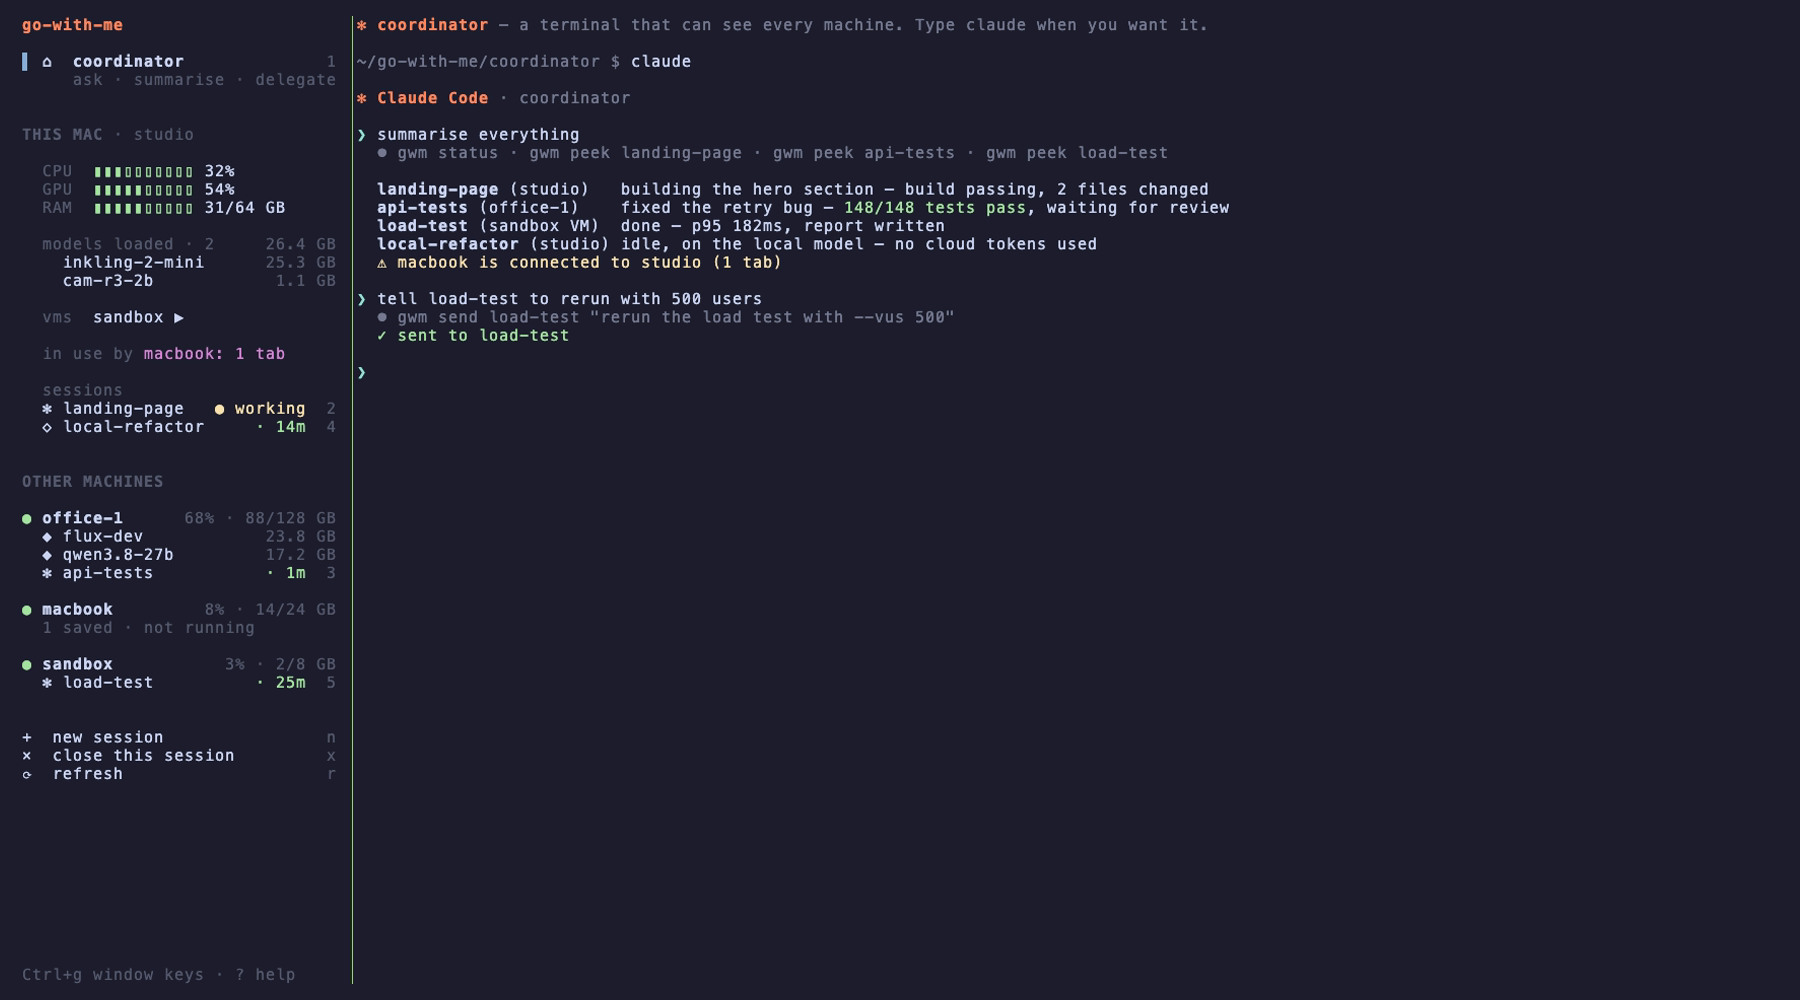 go-with-me
⌂ coordinator 1
ask · summarise · delegate
THIS MAC · studio
CPU ▮▮▮▯▯▯▯▯▯▯ 32%
GPU ▮▮▮▮▮▯▯▯▯▯ 54%
RAM ▮▮▮▮▮▯▯▯▯▯ 31/64 GB
models loaded · 2 26.4 GB
inkling-2-mini 25.3 GB
cam-r3-2b 1.1 GB
vms sandbox ▶
in use by macbook: 1 tab
sessions
✻ landing-page ● working 2
◇ local-refactor · 14m 4
OTHER MACHINES
● office-1 68% · 88/128 GB
◆ flux-dev 23.8 GB
◆ qwen3.8-27b 17.2 GB
✻ api-tests · 1m 3
● macbook 8% · 14/24 GB
1 saved · not running
● sandbox 3% · 2/8 GB
✻ load-test · 25m 5
+ new session n
× close this session x
⟳ refresh r
Ctrl+g window keys · ? help
✻ coordinator — a terminal that can see every machine. Type claude when you want it.
~/go-with-me/coordinator $ claude
✻ Claude Code · coordinator
❯ summarise everything
● gwm status · gwm peek landing-page · gwm peek api-tests · gwm peek load-test
landing-page (studio) building the hero section — build passing, 2 files changed
api-tests (office-1) fixed the retry bug — 148/148 tests pass, waiting for review
load-test (sandbox VM) done — p95 182ms, report written
local-refactor (studio) idle, on the local model — no cloud tokens used
⚠ macbook is connected to studio (1 tab)
❯ tell load-test to rerun with 500 users
● gwm send load-test "rerun the load test with --vus 500"
✓ sent to load-test
❯